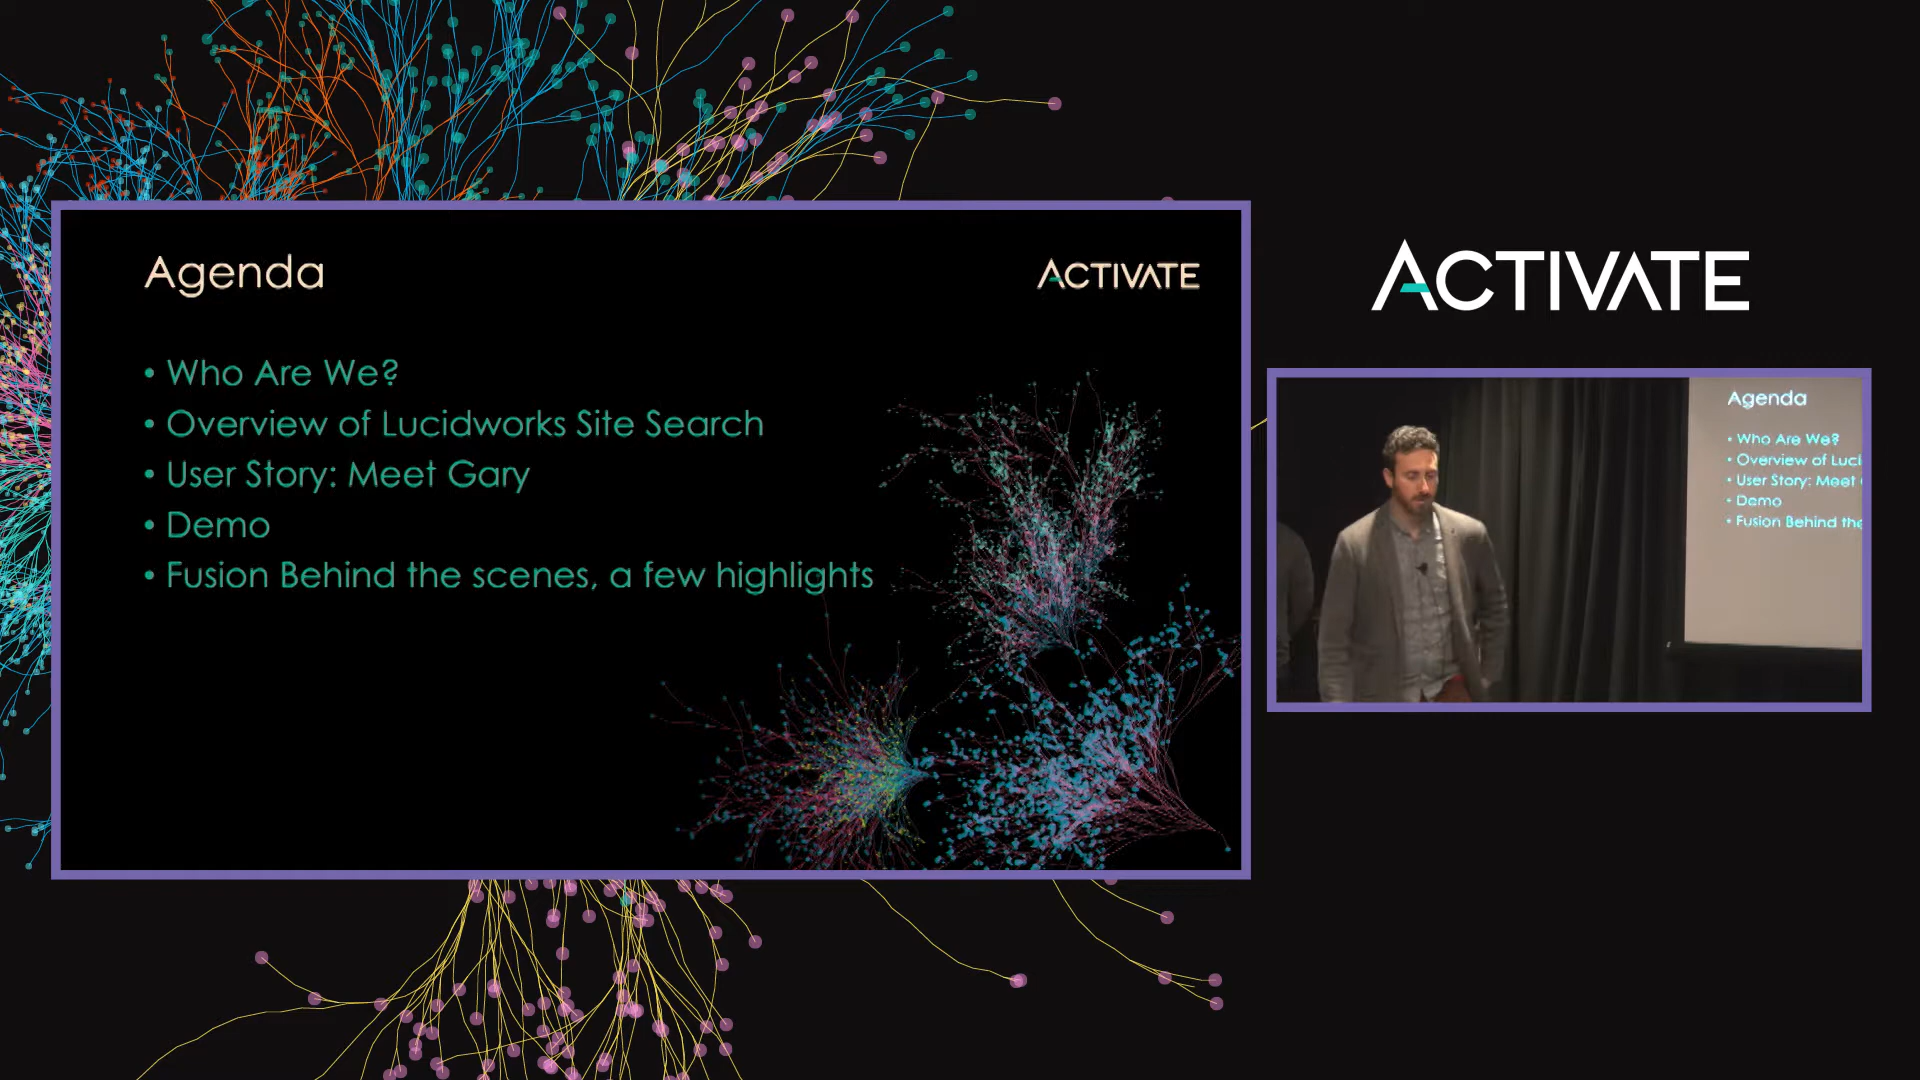 Agenda
ACTIVATE
• Who Are We?
• Overview of Lucidworks Site Search
• User Story: Meet Gary
• Demo
• Fusion Behind the scenes, a few highlights
ACTIVATE
Agenda
• Who Are We?
• Overview of Luci
• User Story: Meet
• Demo
• Fusion Behind the